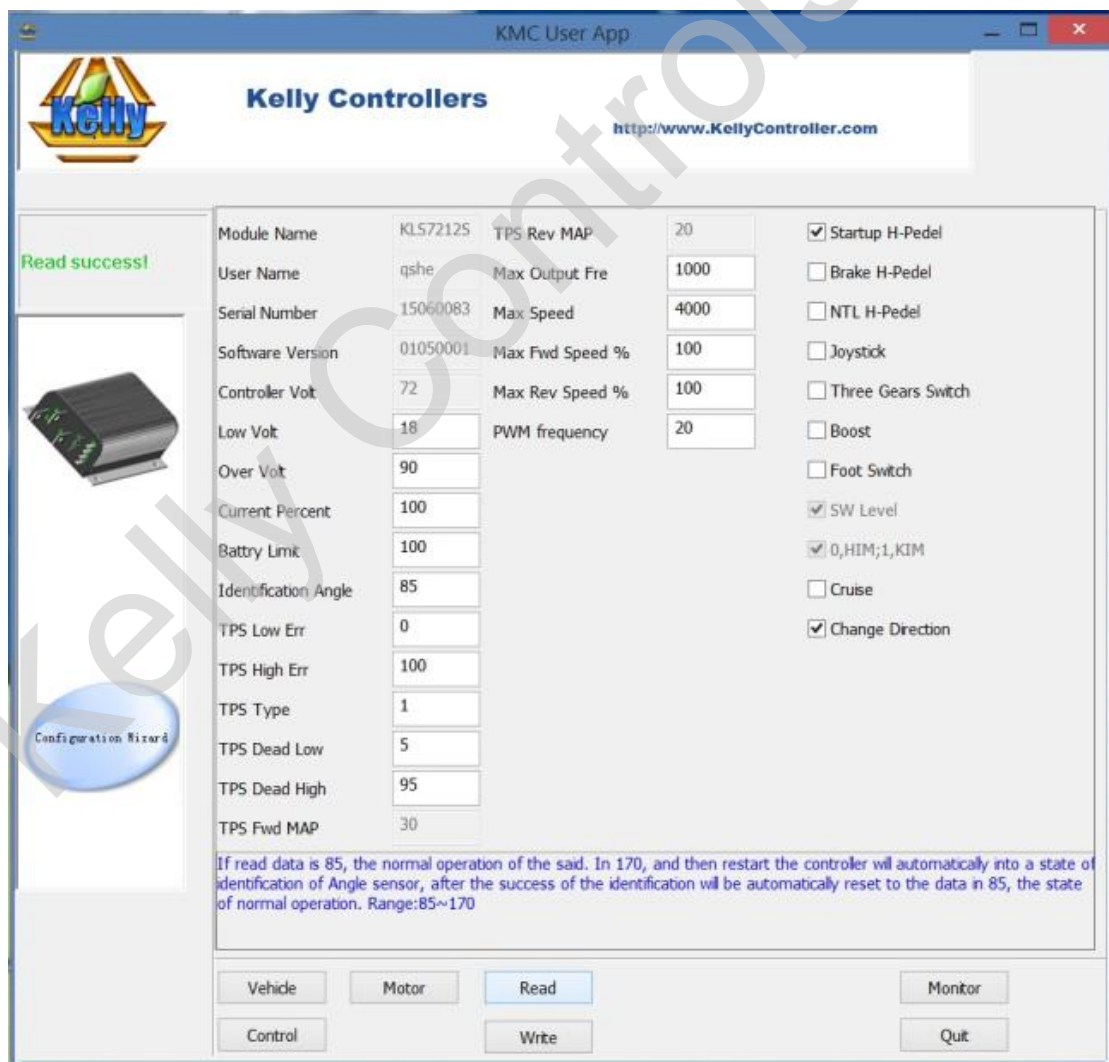 KMC User App
Kelly
Kelly Controllers
http://www.KellyController.com
Read success!
Module Name KLS7212S TPS Rev MAP 20 Startup H-Pedel
User Name qshe Max Output Fre 1000 Brake H-Pedel
Serial Number 15060083 Max Speed 4000 NTL H-Pedel
Software Version 01050001 Max Fwd Speed % 100 Joystick
Controller Volt 72 Max Rev Speed % 100 Three Gears Switch
Low Volt 18 PWM frequency 20 Boost
Over Volt 90 Foot Switch
Current Percent 100 SW Level
Battry Limit 100 0,HIM;1,KIM
Identification Angle 85 Cruise
TPS Low Err 0 Change Direction
TPS High Err 100
TPS Type 1
Configuration Wizard
TPS Dead Low 5
TPS Dead High 95
TPS Fwd MAP 30
If read data is 85, the normal operation of the said. In 170, and then restart the controller will automatically into a state of
identification of Angle sensor, after the success of the identification will be automatically reset to the data in 85, the state
of normal operation. Range:85~170
Vehicle Motor Read Monitor
Control Write Quit
Kelly Controls